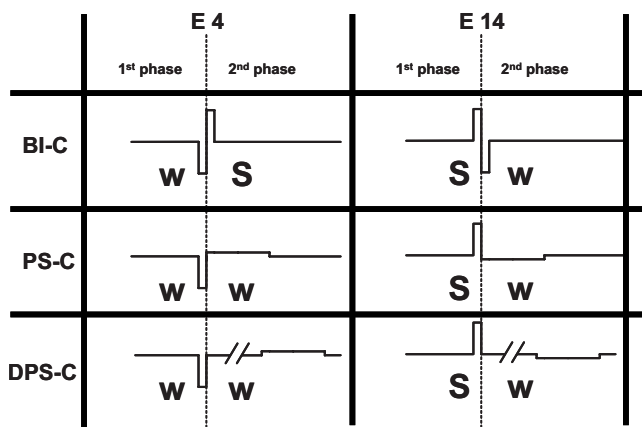 E 4 E 14
1st phase 2nd phase 1st phase 2nd phase
BI-C
w S S w
PS-C
w w S w
DPS-C
w w S w